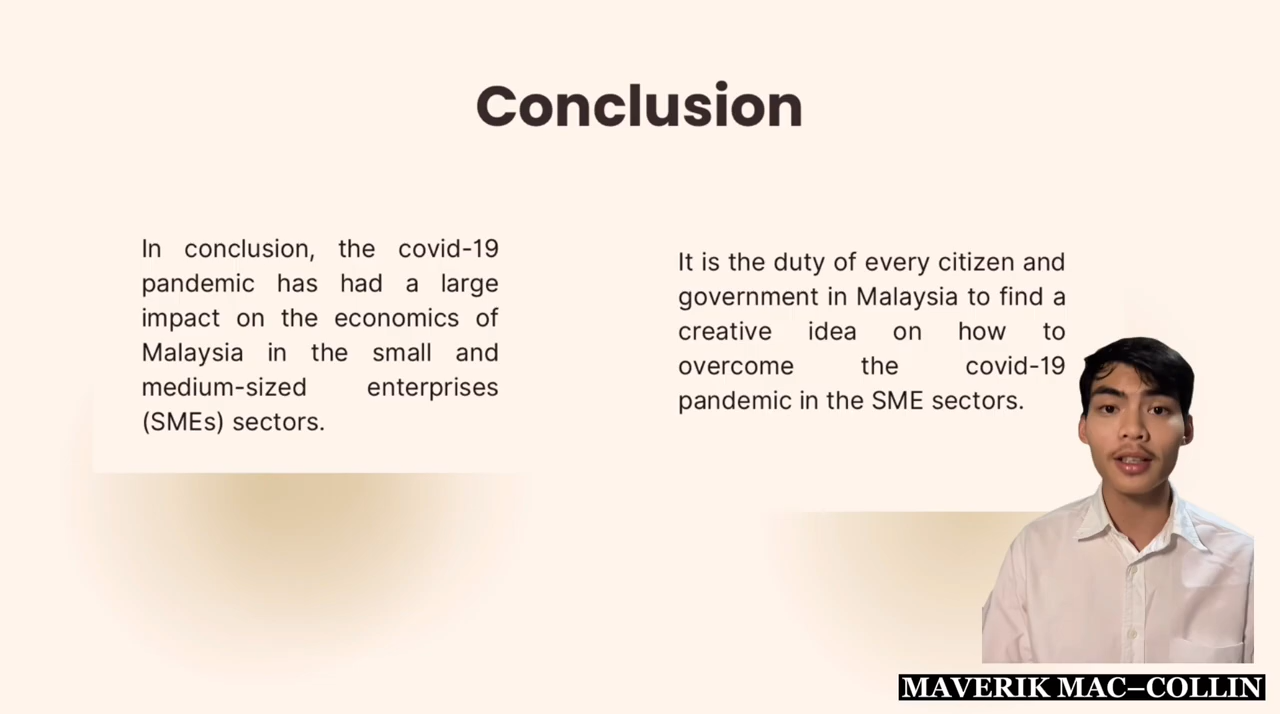 Conclusion
In conclusion, the covid-19
pandemic has had a large
impact on the economics of
Malaysia in the small and
medium-sized enterprises
(SMEs) sectors.
It is the duty of every citizen and
government in Malaysia to find a
creative idea on how to
overcome the covid-19
pandemic in the SME sectors.
MAVERIK MAC–COLLIN